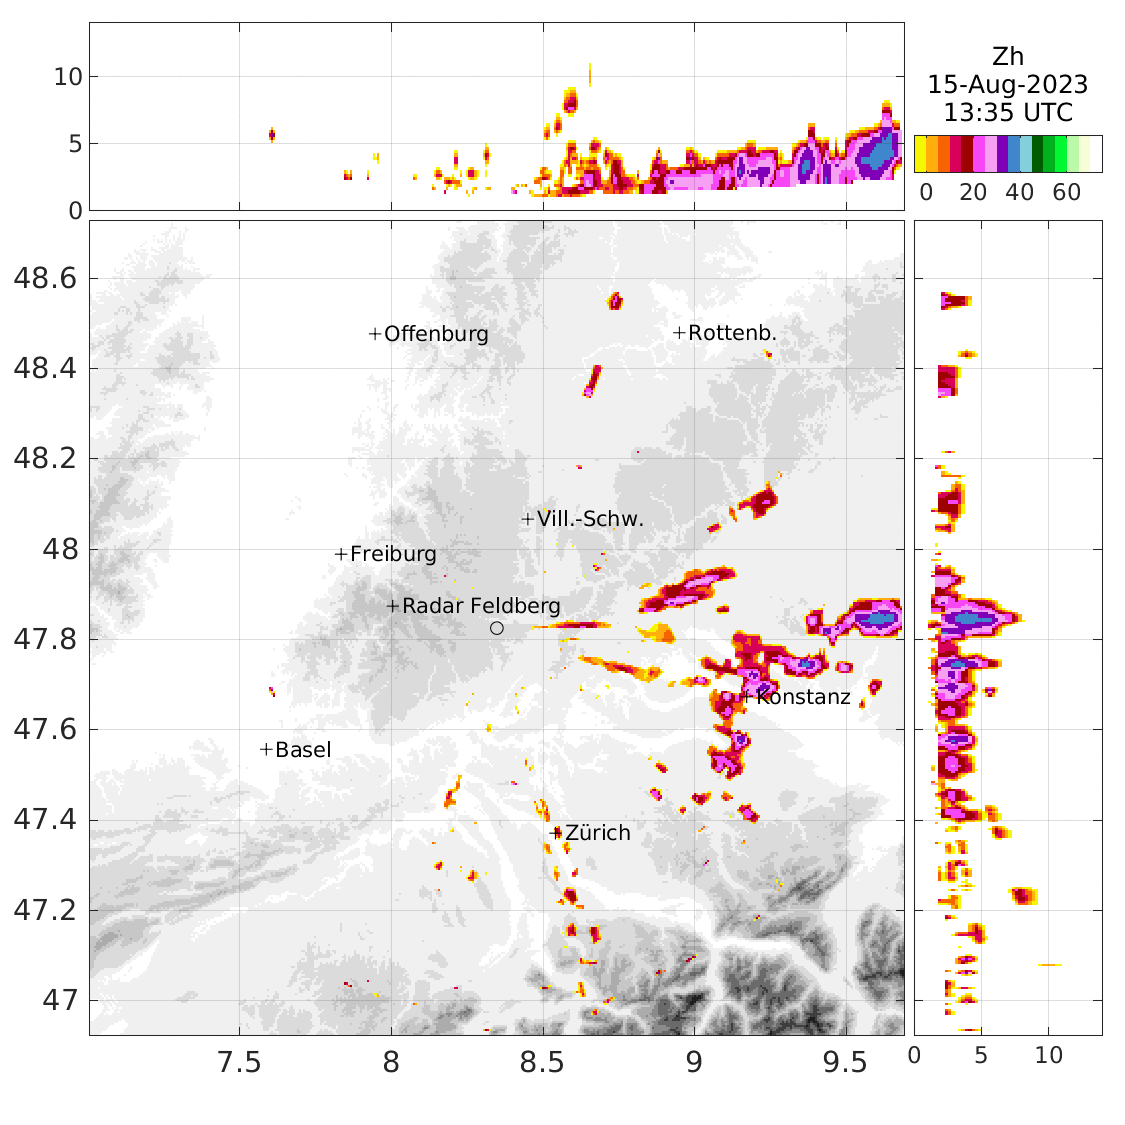 10
5
0
Zh
15-Aug-2023
13:35 UTC
0 20 40 60
48.6
48.4
48.2
48
47.8
47.6
47.4
47.2
47
+Offenburg
+Rottenb.
+Vill.-Schw.
+Freiburg
+Radar Feldberg
+Konstanz
+Basel
+Zürich
7.5 8 8.5 9 9.5
0 5 10